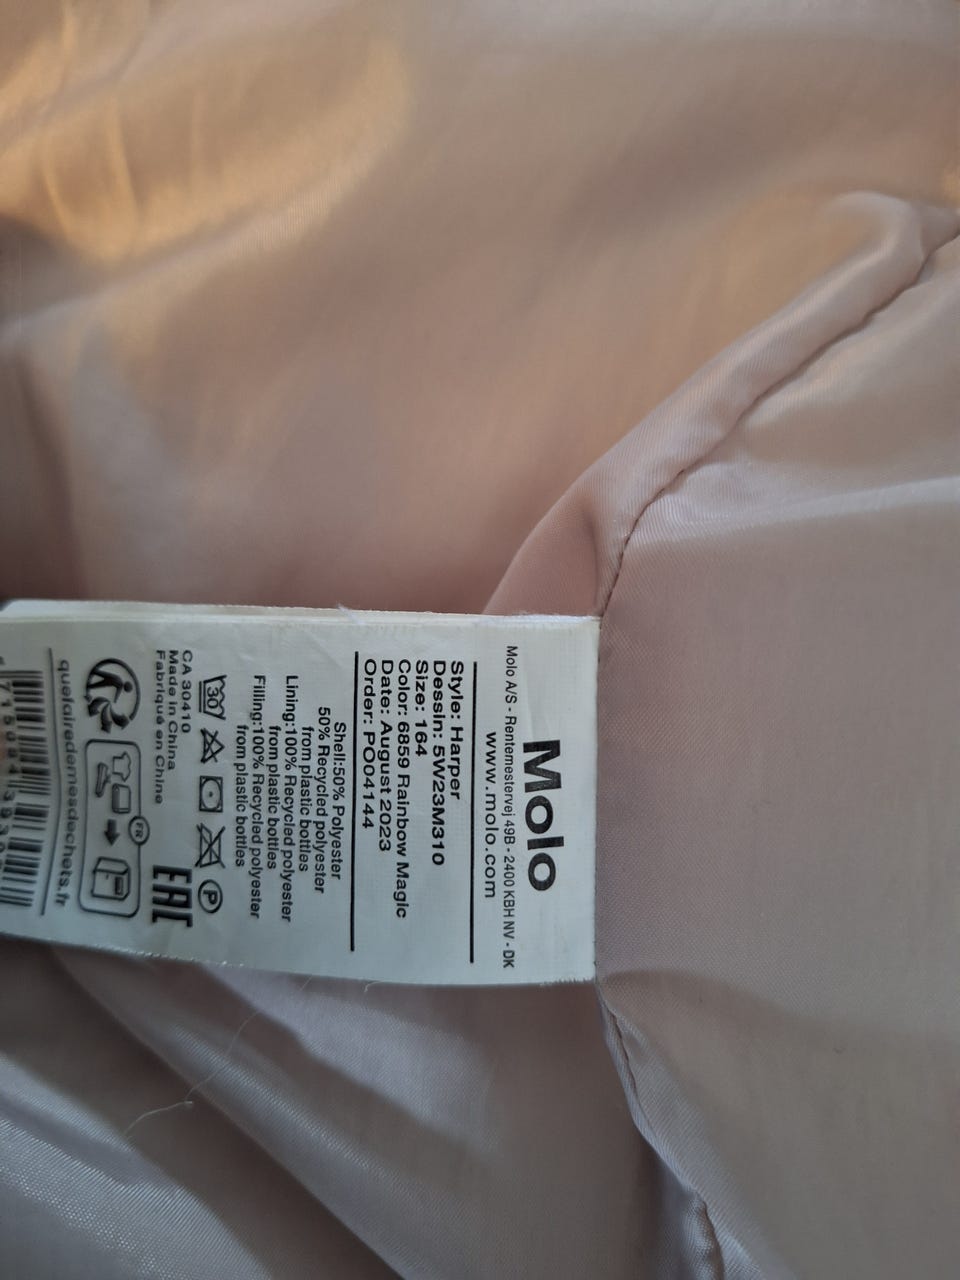 Molo
Molo A/S - Rentemestervej 49B - 2400 KBH NV - DK
www.molo.com
Style: Harper
Dessin: 5W23M310
Size: 164
Color: 6859 Rainbow Magic
Date: August 2023
Order: PO04144
Shell:50% Polyester
50% Recycled polyester
from plastic bottles
Lining:100% Recycled polyester
from plastic bottles
Filling:100% Recycled polyester
from plastic bottles
30
P
CA 30410
Made in China
Fabriqué en Chine
EAC
FR
quefairedemesdechets.fr